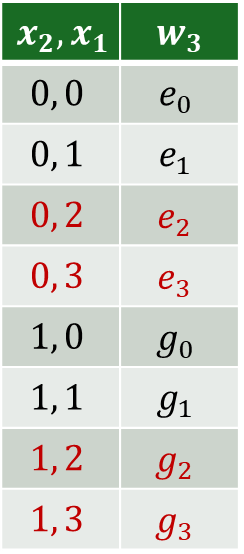 x₂, x₁ w₃
0, 0 e₀
0, 1 e₁
0, 2 e₂
0, 3 e₃
1, 0 g₀
1, 1 g₁
1, 2 g₂
1, 3 g₃